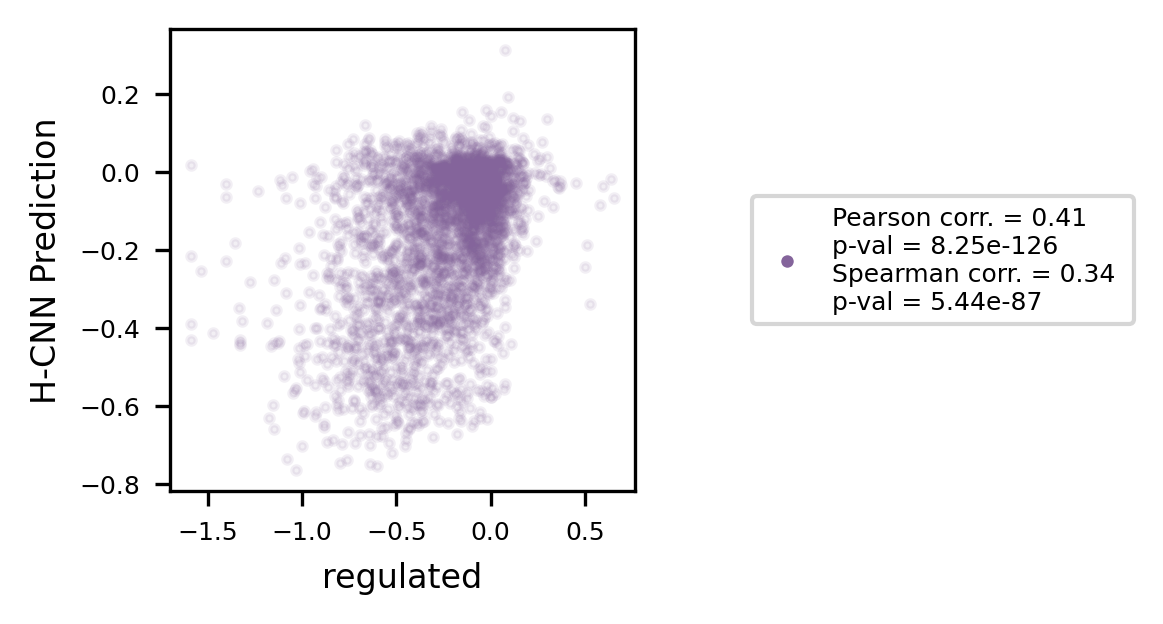 H-CNN Prediction
0.2
0.0
−0.2
−0.4
−0.6
−0.8
−1.5
−1.0
−0.5
0.0
0.5
regulated
Pearson corr. = 0.41
p-val = 8.25e-126
Spearman corr. = 0.34
p-val = 5.44e-87